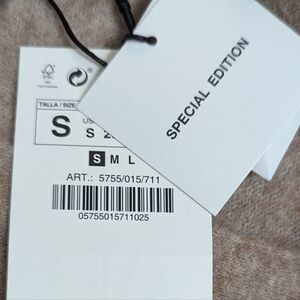 TALLA / SIZE
S
S
S M L
ART.: 5755/015/711
05755015711025
SPECIAL EDITION